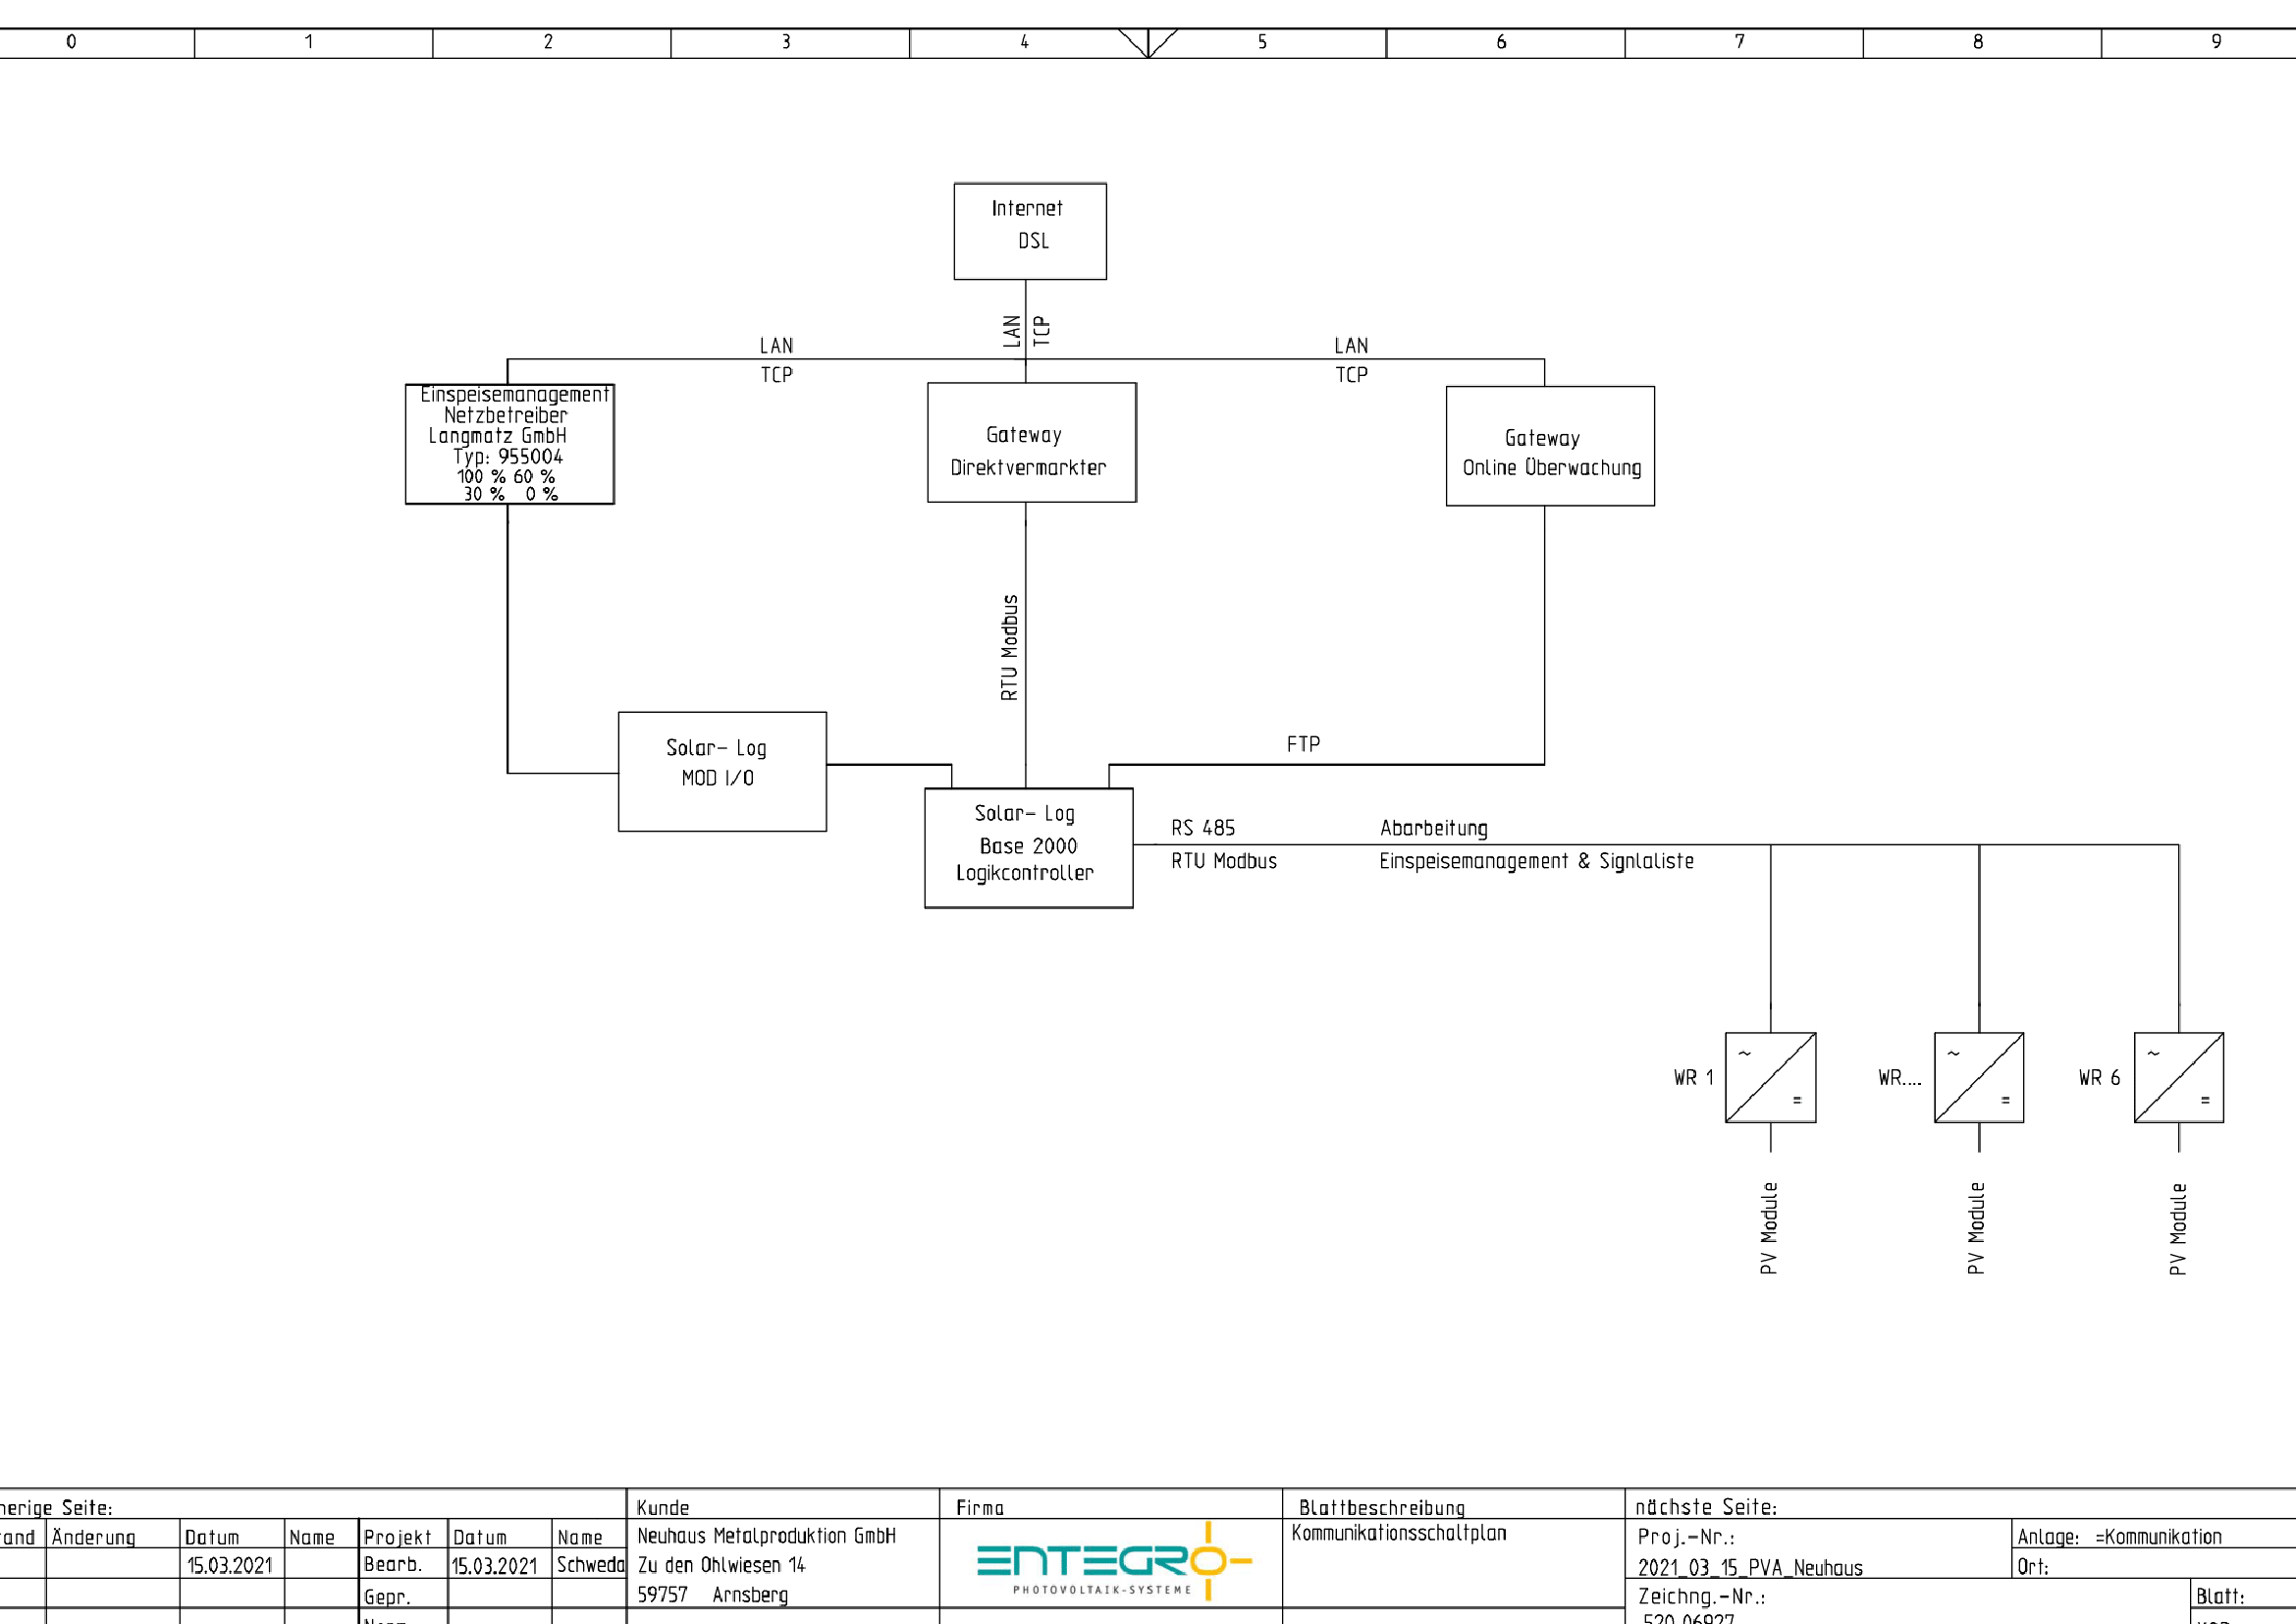 0 1 2 3 4 5 6 7 8 9
Internet
DSL
LAN
TCP
LAN
TCP
LAN
TCP
Einspeisemanagement
Netzbetreiber
Langmatz GmbH
Typ: 955004
100 % 60 %
30 % 0 %
Gateway
Direktvermarkter
Gateway
Online Überwachung
RTU Modbus
Solar- Log
MOD I/O
FTP
Solar- Log
Base 2000
Logikcontroller
RS 485
RTU Modbus
Abarbeitung
Einspeisemanagement & Signlaliste
WR 1
~
=
WR....
~
=
WR 6
~
=
PV Module
PV Module
PV Module
herige Seite:
Kunde
Firma
Blattbeschreibung
nächste Seite:
and Änderung Datum Name Projekt Datum Name
15.03.2021 Bearb. 15.03.2021 Schweda
Gepr.
Neuhaus Metalproduktion GmbH
Zu den Ohlwiesen 14
59757 Arnsberg
ENTEGRO
PHOTOVOLTAIK-SYSTEME
Kommunikationsschaltplan
Proj.-Nr.:
2021_03_15_PVA_Neuhaus
Anlage: =Kommunikation
Ort:
Zeichng.-Nr.:
520 06927
Blatt: